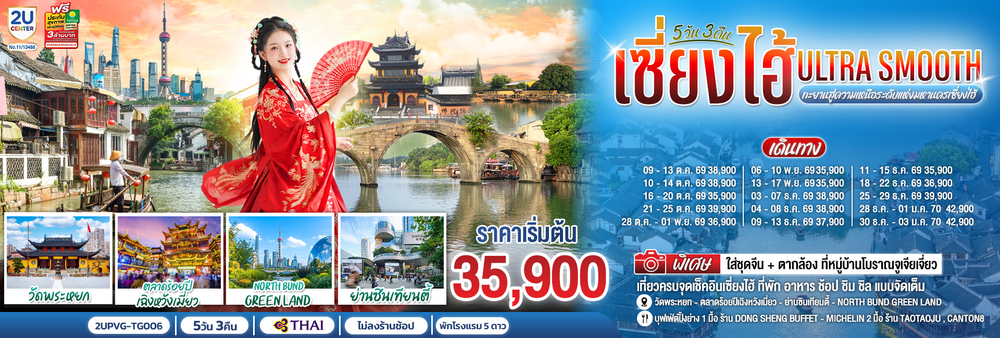 2U
CENTER
No.11/13488
ฟรี
ประกัน
สุขภาพ
และอุบัติเหตุ
3 ล้านบาท
5 วัน 3 คืน
เซี่ยงไฮ้ ULTRA SMOOTH
ทะยานสู่ความเหนือระดับแห่งมหานครเซี่ยงไฮ้
เดินทาง
09 - 13 ต.ค. 69 38,900
10 - 14 ต.ค. 69 38,900
16 - 20 ต.ค. 69 35,900
21 - 25 ต.ค. 69 39,900
28 ต.ค. - 01 พ.ย. 69 36,900
06 - 10 พ.ย. 69 35,900
13 - 17 พ.ย. 69 35,900
03 - 07 ธ.ค. 69 38,900
04 - 08 ธ.ค. 69 38,900
09 - 13 ธ.ค. 69 37,900
11 - 15 ธ.ค. 69 35,900
18 - 22 ธ.ค. 69 36,900
25 - 29 ธ.ค. 69 39,900
28 ธ.ค. - 01 ม.ค. 70 42,900
30 ธ.ค. - 03 ม.ค. 70 42,900
ราคาเริ่มต้น
35,900
พิเศษ ใส่ชุดจีน + ตากล้อง ที่หมู่บ้านโบราณจูเจียเจี่ยว
เที่ยวครบจุดเช็คอินเซี่ยงไฮ้ ที่พัก อาหาร ช้อป ชิม ชิล แบบจัดเต็ม
วัดพระหยก - ตลาดร้อยปีเฉิงหวังเมี่ยว - ย่านซินเทียนตี้ - NORTH BUND GREEN LAND
บุฟเฟ่ต์ปิ้งย่าง 1 มื้อ ร้าน DONG SHENG BUFFET - MICHELIN 2 มื้อ ร้าน TAOTAOJU , CANTON8
วัดพระหยก
ตลาดร้อยปี
เฉิงหวังเมี่ยว
NORTH BUND
GREEN LAND
ย่านซินเทียนตี้
2UPVG-TG006
5วัน 3คืน
THAI
ไม่ลงร้านช้อป
พักโรงแรม 5 ดาว